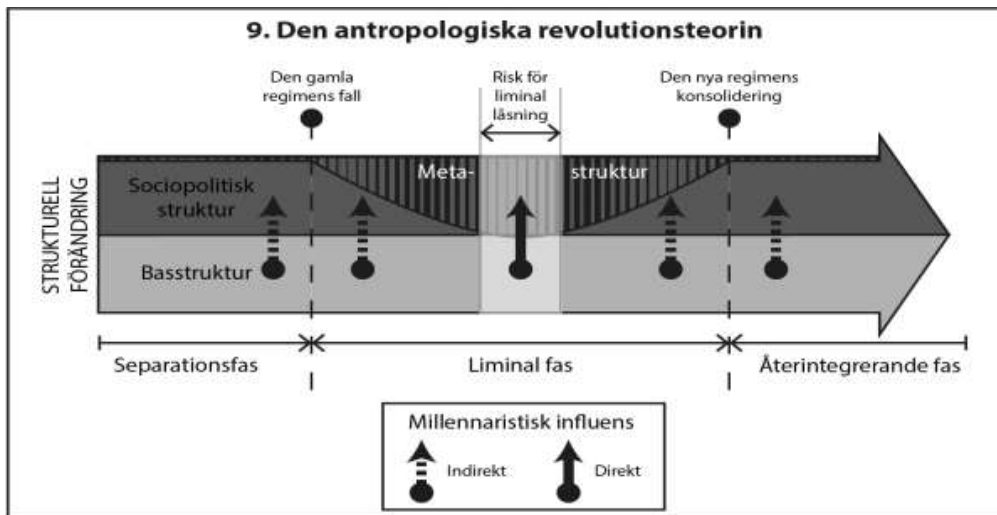 9. Den antropologiska revolutionsteorin
Den gamla
regimens fall
Risk för
liminal
låsning
Den nya regimens
konsolidering
STRUKTURELL
FÖRÄNDRING
Sociopolitisk
struktur
Meta-
struktur
Basstruktur
Separationsfas
Liminal fas
Återintegrerande fas
Millennaristisk influens
Indirekt
Direkt